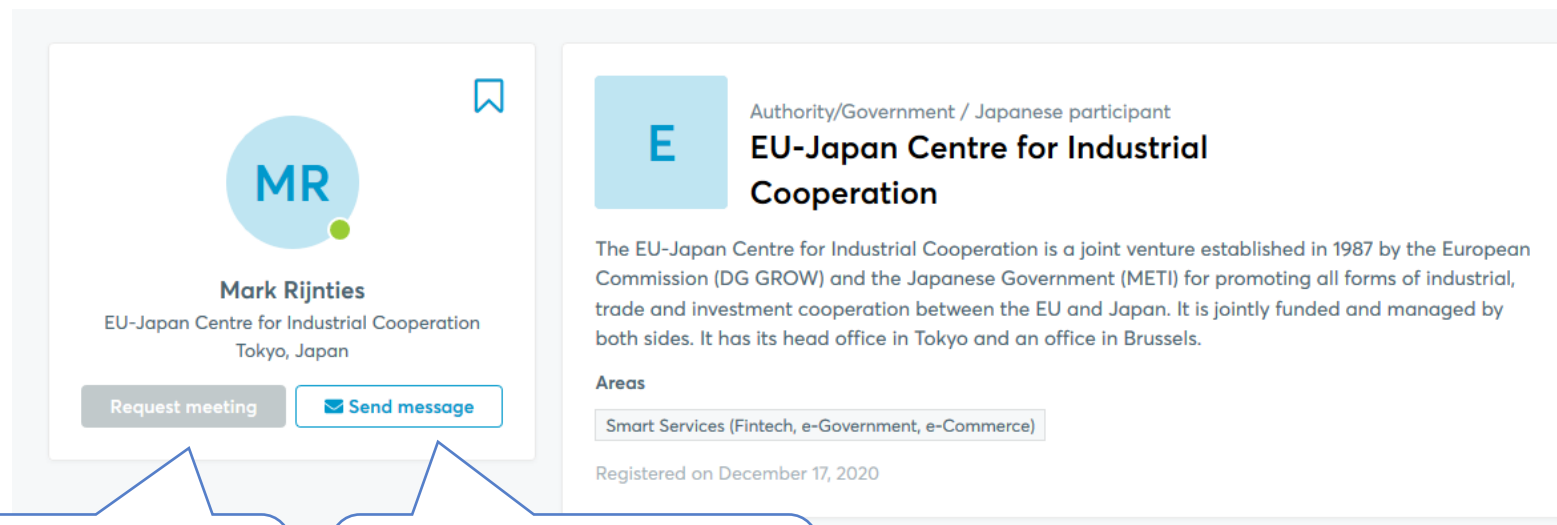 MR
Mark Rijnties
EU-Japan Centre for Industrial Cooperation
Tokyo, Japan
Request meeting
Send message
E
Authority/Government / Japanese participant
EU-Japan Centre for Industrial
Cooperation
The EU-Japan Centre for Industrial Cooperation is a joint venture established in 1987 by the European
Commission (DG GROW) and the Japanese Government (METI) for promoting all forms of industrial,
trade and investment cooperation between the EU and Japan. It is jointly funded and managed by
both sides. It has its head office in Tokyo and an office in Brussels.
Areas
Smart Services (Fintech, e-Government, e-Commerce)
Registered on December 17, 2020